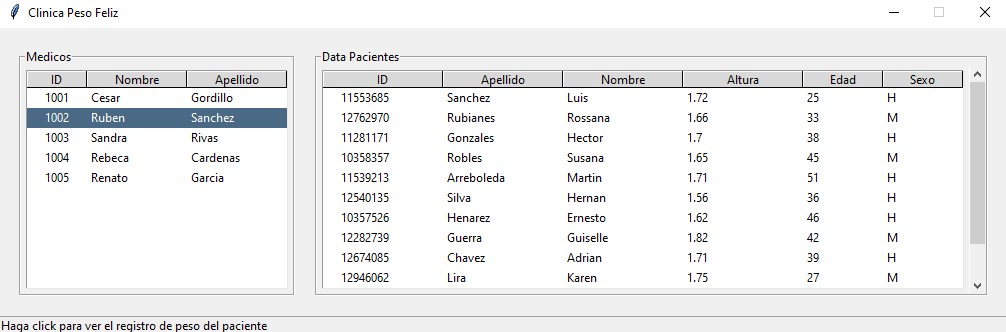 Clinica Peso Feliz
Medicos
ID Nombre Apellido
1001 Cesar Gordillo
1002 Ruben Sanchez
1003 Sandra Rivas
1004 Rebeca Cardenas
1005 Renato Garcia
Data Pacientes
ID Apellido Nombre Altura Edad Sexo
11553685 Sanchez Luis 1.72 25 H
12762970 Rubianes Rossana 1.66 33 M
11281171 Gonzales Hector 1.7 38 H
10358357 Robles Susana 1.65 45 M
11539213 Arreboleda Martin 1.71 51 H
12540135 Silva Hernan 1.56 36 H
10357526 Henarez Ernesto 1.62 46 H
12282739 Guerra Guiselle 1.82 42 M
12674085 Chavez Adrian 1.71 39 H
12946062 Lira Karen 1.75 27 M
Haga click para ver el registro de peso del paciente